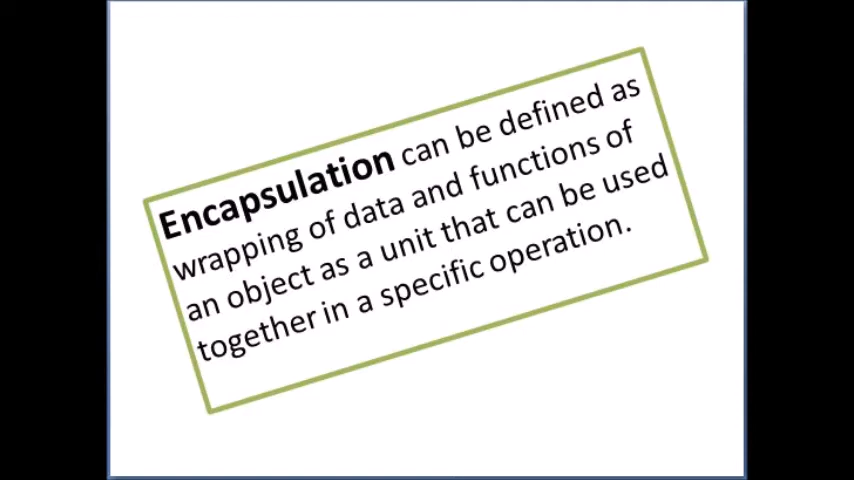 Encapsulation can be defined as
wrapping of data and functions of
an object as a unit that can be used
together in a specific operation.